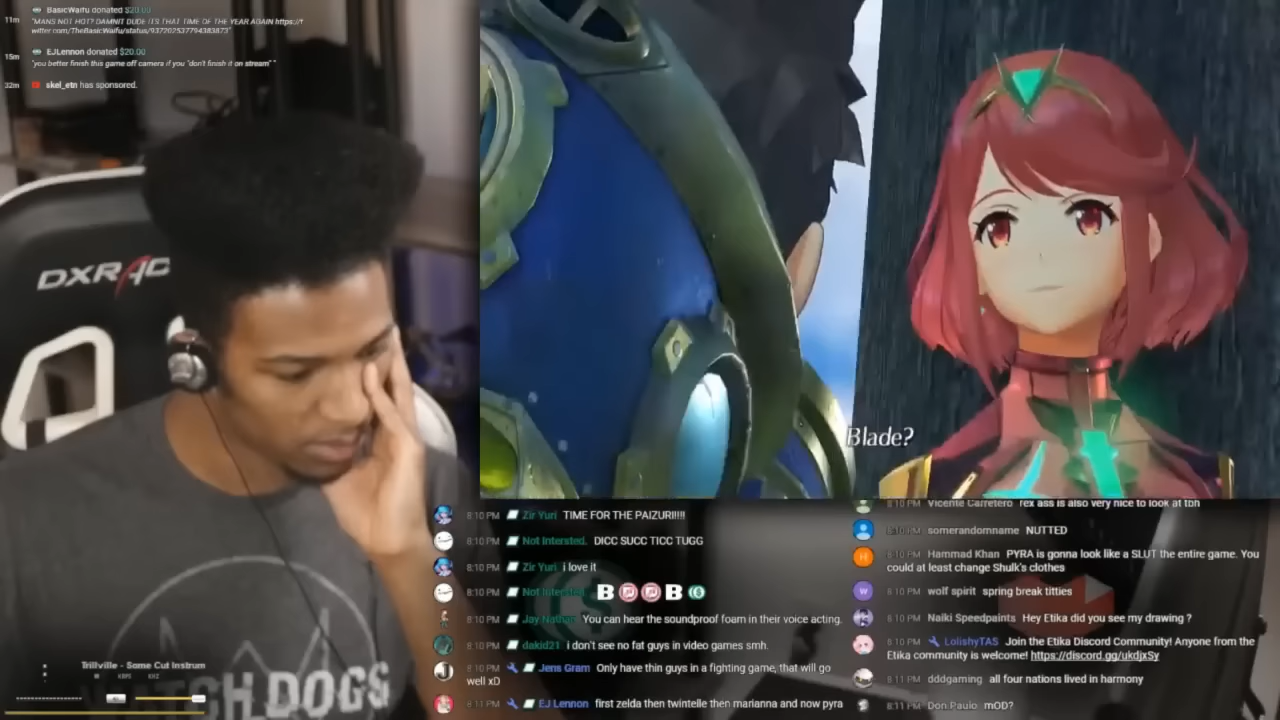 BasicWaifu donated $20.00
11m
"MANS NOT HOT? DAMNIT DUDE ITS THAT TIME OF THE YEAR AGAIN https://t
witter.com/TheBasicWaifu/status/937202537794383873"
EJLennon donated $20.00
15m
"you better finish this game off camera if you "don't finish it on stream" "
32m skel_etn has sponsored.
DXRAC
Blade?
8:10 PM Zir Yuri TIME FOR THE PAIZURI!!!!
8:10 PM Not Intersted. DICC SUCC TICC TUGG
8:10 PM Zir Yuri i love it
8:10 PM Not Intersted. B B
8:10 PM Jay Nathan You can hear the soundproof foam in their voice acting.
8:10 PM dakid21 i don't see no fat guys in video games smh.
8:10 PM Jens Gram Only have thin guys in a fighting game, that will go
well xD
8:11 PM EJ Lennon first zelda then twintelle then marianna and now pyra
8:10 PM Vicente Carretero rex ass is also very nice to look at tbh
8:10 PM somerandomname NUTTED
8:10 PM Hammad Khan PYRA is gonna look like a SLUT the entire game. You
could at least change Shulk's clothes
8:10 PM wolf spirit spring break titties
8:10 PM Naiki Speedpaints Hey Etika did you see my drawing ?
8:10 PM LolishyTAS Join the Etika Discord Community! Anyone from the
Etika community is welcome! https://discord.gg/ukdjxSy
8:11 PM dddgaming all four nations lived in harmony
8:11 PM Don Paulo mOD?
Trillville - Some Cut Instrum
TCH DOGS